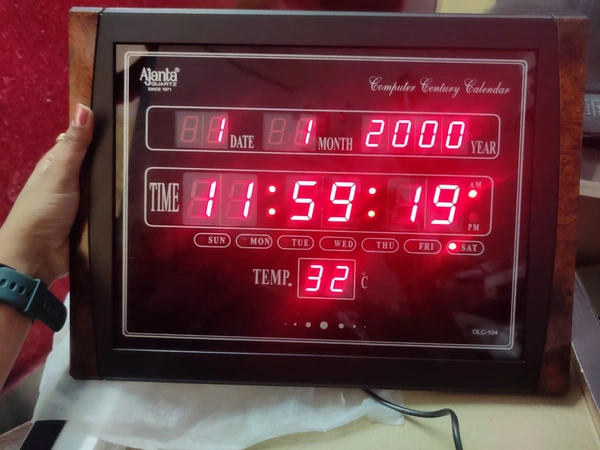 Ajanta®
QUARTZ
SINCE 1971
Computer Century Calendar
1 DATE 1 MONTH 2000 YEAR
TIME 11:59:19 AM
PM
SUN MON TUE WED THU FRI SAT
TEMP. 32 °C
OLC-104